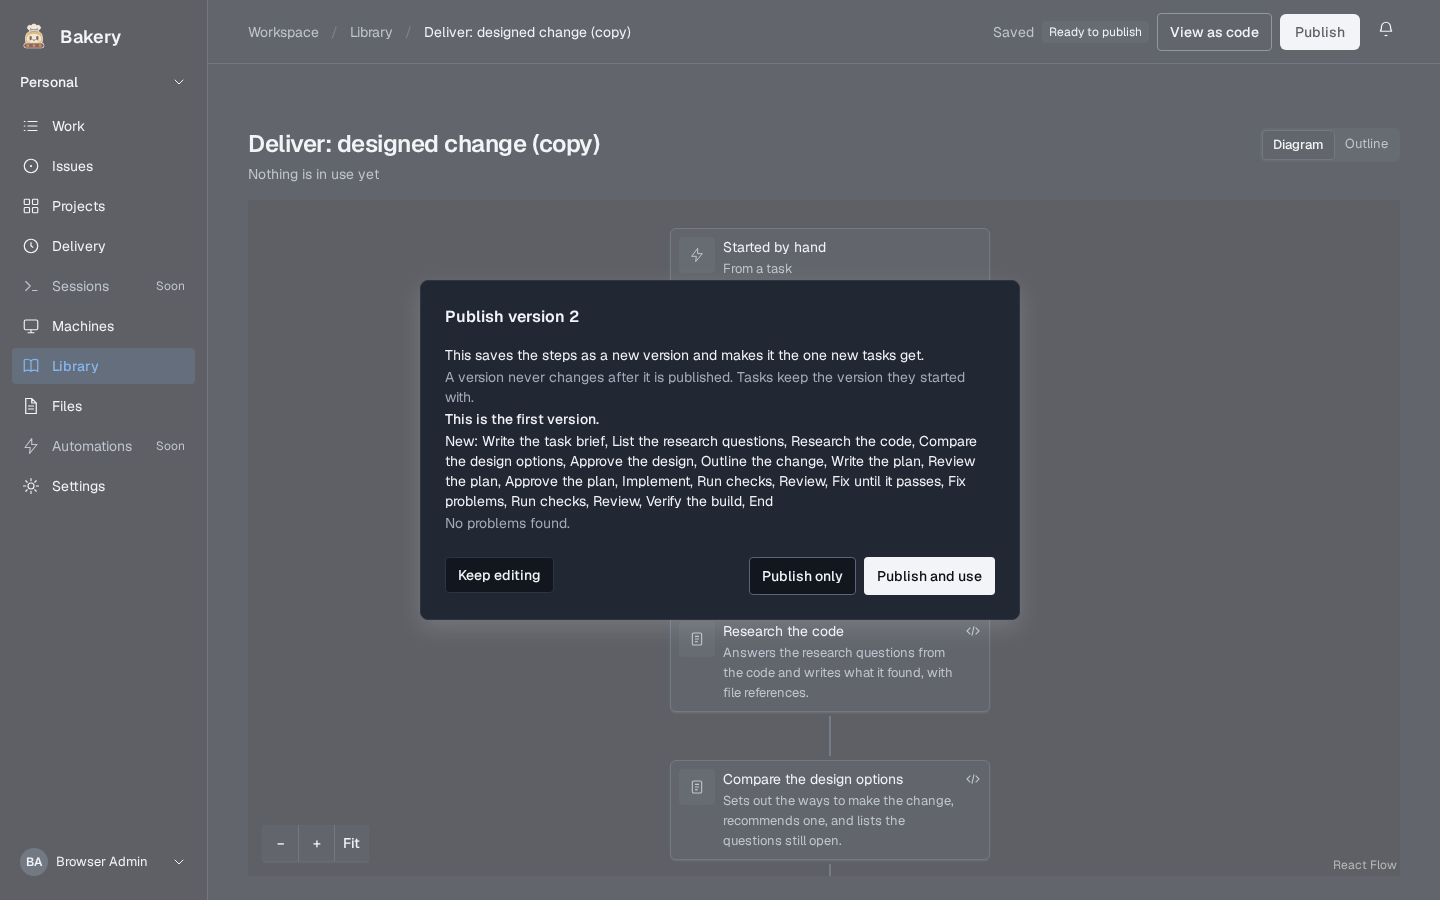 Bakery
Workspace / Library / Deliver: designed change (copy)
Saved Ready to publish View as code Publish
Personal
Work
Issues
Projects
Delivery
Sessions Soon
Machines
Library
Files
Automations Soon
Settings
BA Browser Admin
Deliver: designed change (copy)
Nothing is in use yet
Diagram Outline
Started by hand
From a task
Publish version 2
This saves the steps as a new version and makes it the one new tasks get.
A version never changes after it is published. Tasks keep the version they started
with.
This is the first version.
New: Write the task brief, List the research questions, Research the code, Compare
the design options, Approve the design, Outline the change, Write the plan, Review
the plan, Approve the plan, Implement, Run checks, Review, Fix until it passes, Fix
problems, Run checks, Review, Verify the build, End
No problems found.
Keep editing Publish only Publish and use
Research the code
Answers the research questions from
the code and writes what it found, with
file references.
Compare the design options
Sets out the ways to make the change,
recommends one, and lists the
questions still open.
− + Fit
React Flow